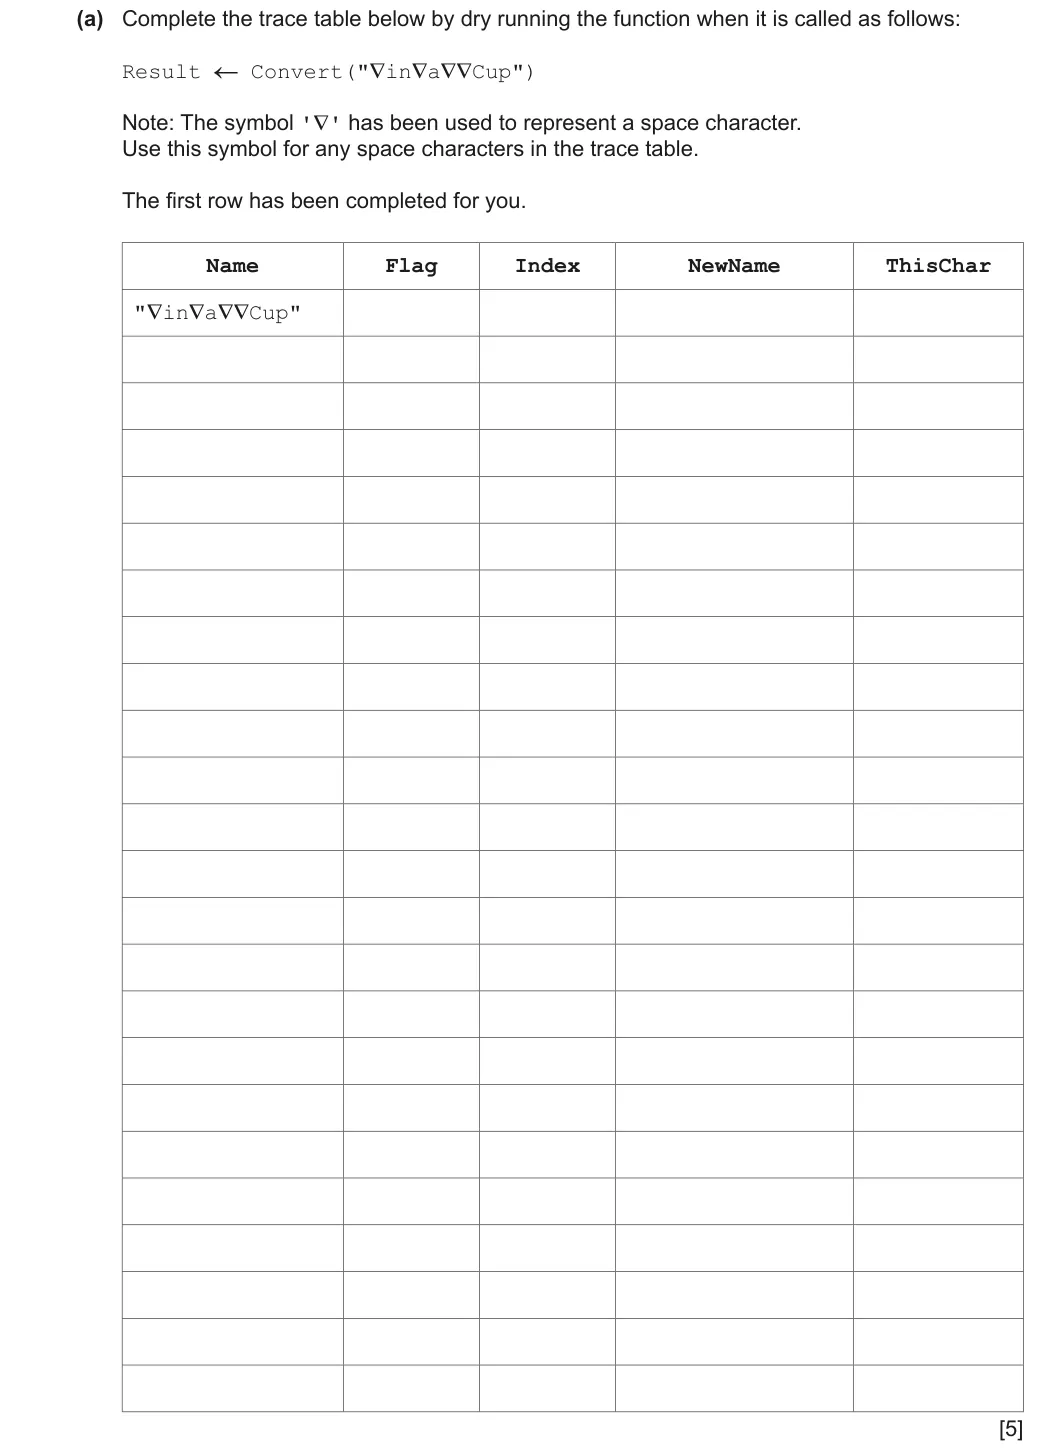 (a) Complete the trace table below by dry running the function when it is called as follows:
Result ← Convert("∇in∇a∇∇Cup")
Note: The symbol '∇' has been used to represent a space character.
Use this symbol for any space characters in the trace table.
The first row has been completed for you.
Name Flag Index NewName ThisChar
"∇in∇a∇∇Cup"
[5]